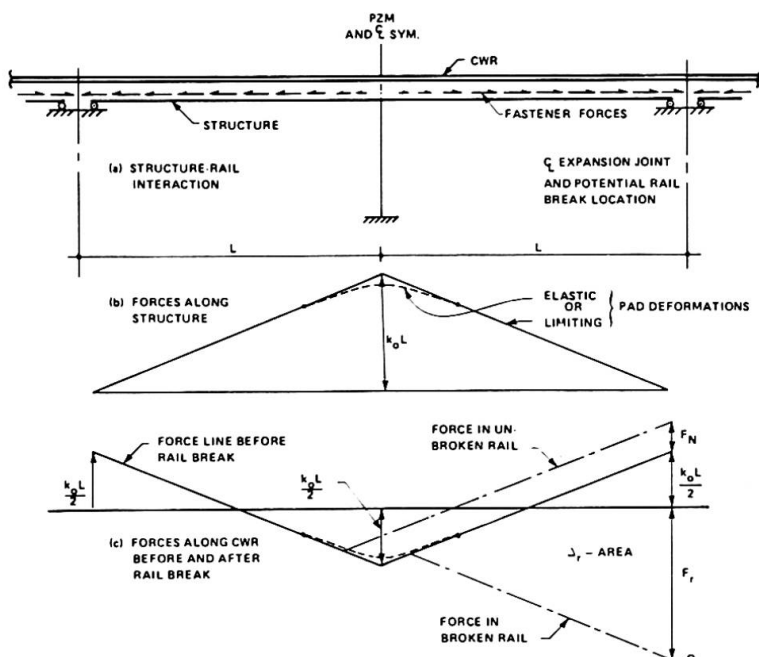 PZM
AND ℄ SYM.
CWR
STRUCTURE
FASTENER FORCES
(a) STRUCTURE-RAIL
INTERACTION
℄ EXPANSION JOINT
AND POTENTIAL RAIL
BREAK LOCATION
L
L
(b) FORCES ALONG
STRUCTURE
ELASTIC
OR
LIMITING
PAD DEFORMATIONS
k₀L
FORCE LINE BEFORE
RAIL BREAK
FORCE IN UN-
BROKEN RAIL
F_N
k₀L
2
k₀L
2
k₀L
2
(c) FORCES ALONG CWR
BEFORE AND AFTER
RAIL BREAK
- AREA
F_r
FORCE IN
BROKEN RAIL